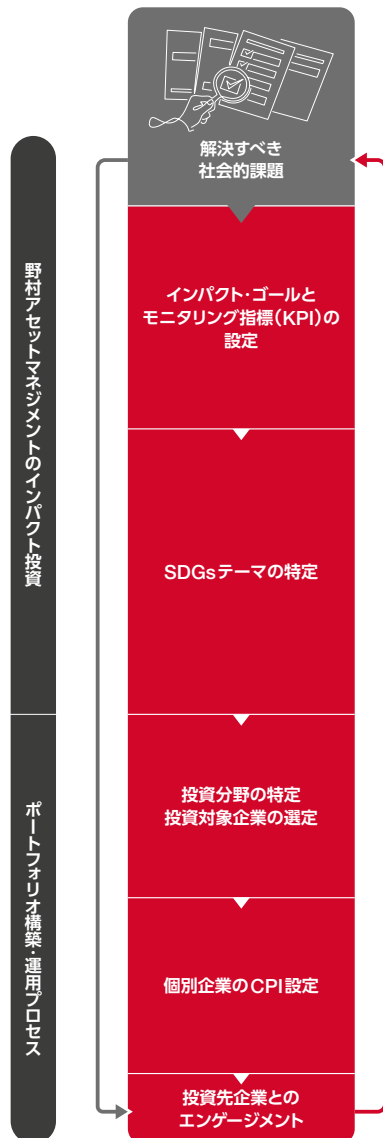 解決すべき
社会的課題
野村アセットマネジメントのインパクト投資
インパクト・ゴールと
モニタリング指標（KPI）の
設定
SDGsテーマの特定
ポートフォリオ構築・運用プロセス
投資分野の特定
投資対象企業の選定
個別企業のCPI設定
投資先企業との
エンゲージメント